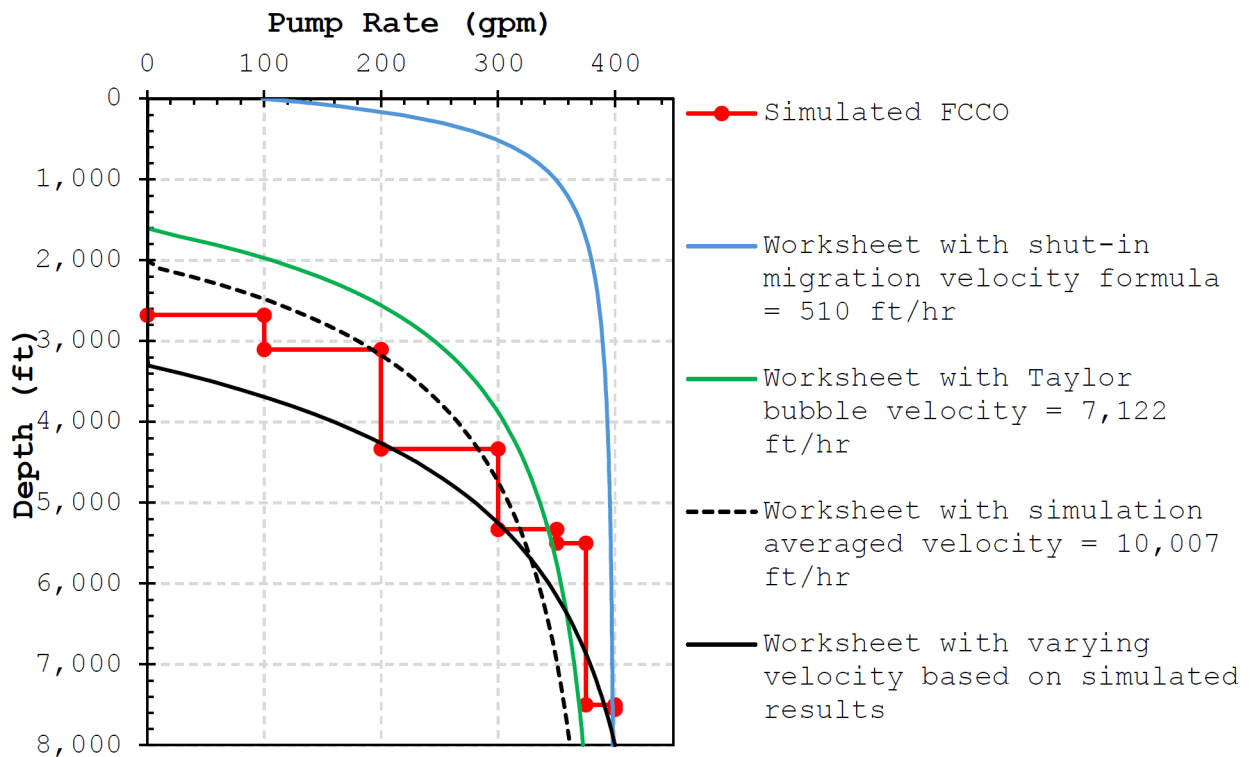 Pump Rate (gpm)
0 100 200 300 400
0
1,000
2,000
3,000
4,000
5,000
6,000
7,000
8,000
Depth (ft)
Simulated FCCO
Worksheet with shut-in
migration velocity formula
= 510 ft/hr
Worksheet with Taylor
bubble velocity = 7,122
ft/hr
Worksheet with simulation
averaged velocity = 10,007
ft/hr
Worksheet with varying
velocity based on simulated
results